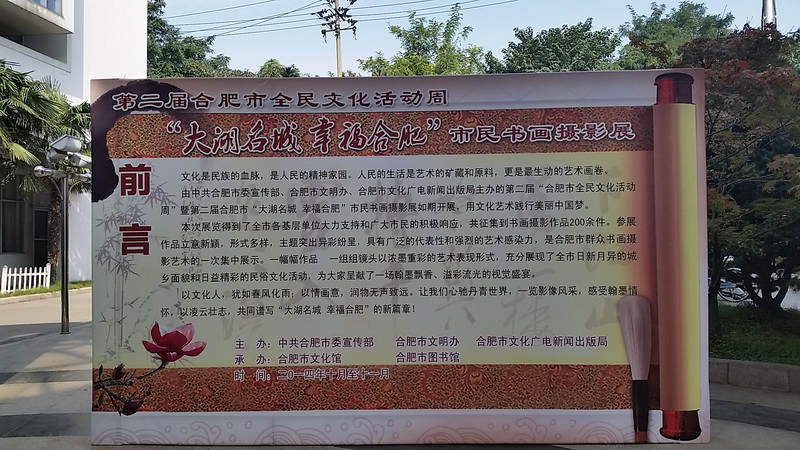 第二届合肥市全民文化活动周
“大湖名城 幸福合肥”市民书画摄影展
前言
文化是民族的血脉，是人民的精神家园。人民的生活是艺术的矿藏和原料，更是最生动的艺术画卷。
由中共合肥市委宣传部、合肥市文明办、合肥市文化广电新闻出版局主办的第二届“合肥市全民文化活动
周”暨第二届合肥市“大湖名城 幸福合肥”市民书画摄影展如期开展，用文化艺术践行美丽中国梦。
本次展览得到了全市各基层单位大力支持和广大市民的积极响应，共征集到书画摄影作品200余件。参展
作品立意新颖，形式多样，主题突出异彩纷呈，具有广泛的代表性和强烈的艺术感染力，是合肥市群众书画摄
影艺术的一次集中展示。一幅幅作品 一组组镜头以浓墨重彩的艺术表现形式，充分展现了全市日新月异的城
乡面貌和日益精彩的民俗文化活动，为大家呈献了一场翰墨飘香、溢彩流光的视觉盛宴。
以文化人，犹如春风化雨；以情画意，润物无声致远。让我们心驰丹青世界，一览影像风采，感受翰墨情
怀，以凌云壮志，共同谱写“大湖名城 幸福合肥”的新篇章！
主 办：中共合肥市委宣传部 合肥市文明办 合肥市文化广电新闻出版局
承 办：合肥市文化馆 合肥市图书馆
时 间：二0一四年十月至十一月